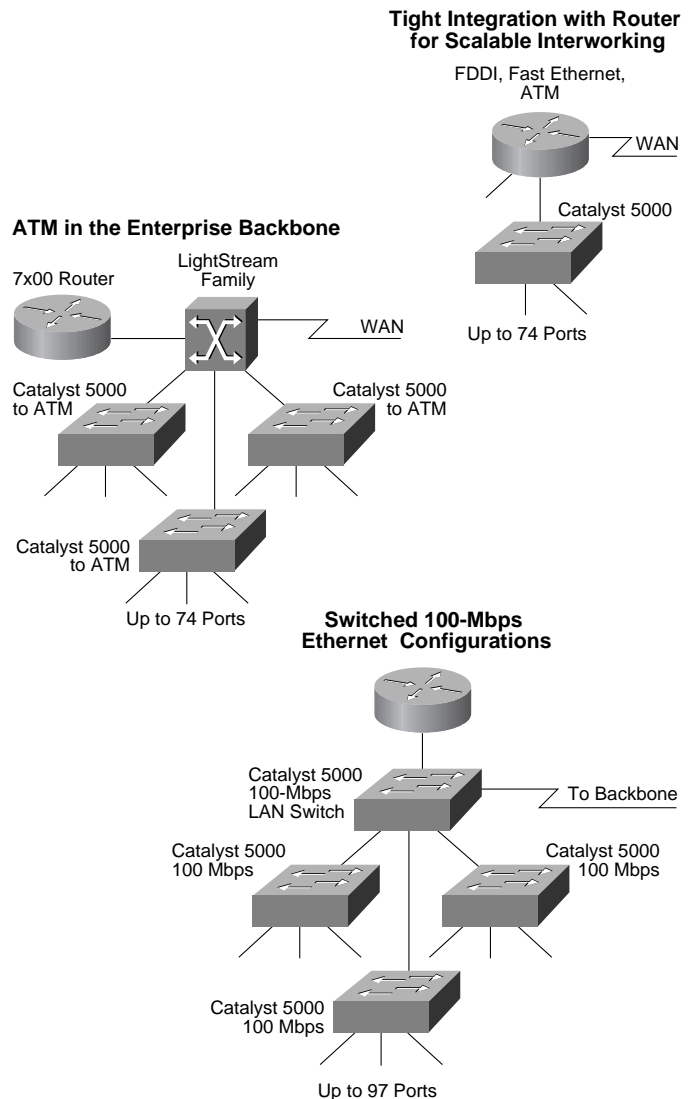 Tight Integration with Router
for Scalable Interworking
FDDI, Fast Ethernet,
ATM
WAN
Catalyst 5000
Up to 74 Ports
ATM in the Enterprise Backbone
LightStream
Family
7x00 Router
WAN
Catalyst 5000
to ATM
Catalyst 5000
to ATM
Catalyst 5000
to ATM
Up to 74 Ports
Switched 100-Mbps
Ethernet Configurations
Catalyst 5000
100-Mbps
LAN Switch
To Backbone
Catalyst 5000
100 Mbps
Catalyst 5000
100 Mbps
Catalyst 5000
100 Mbps
Up to 97 Ports